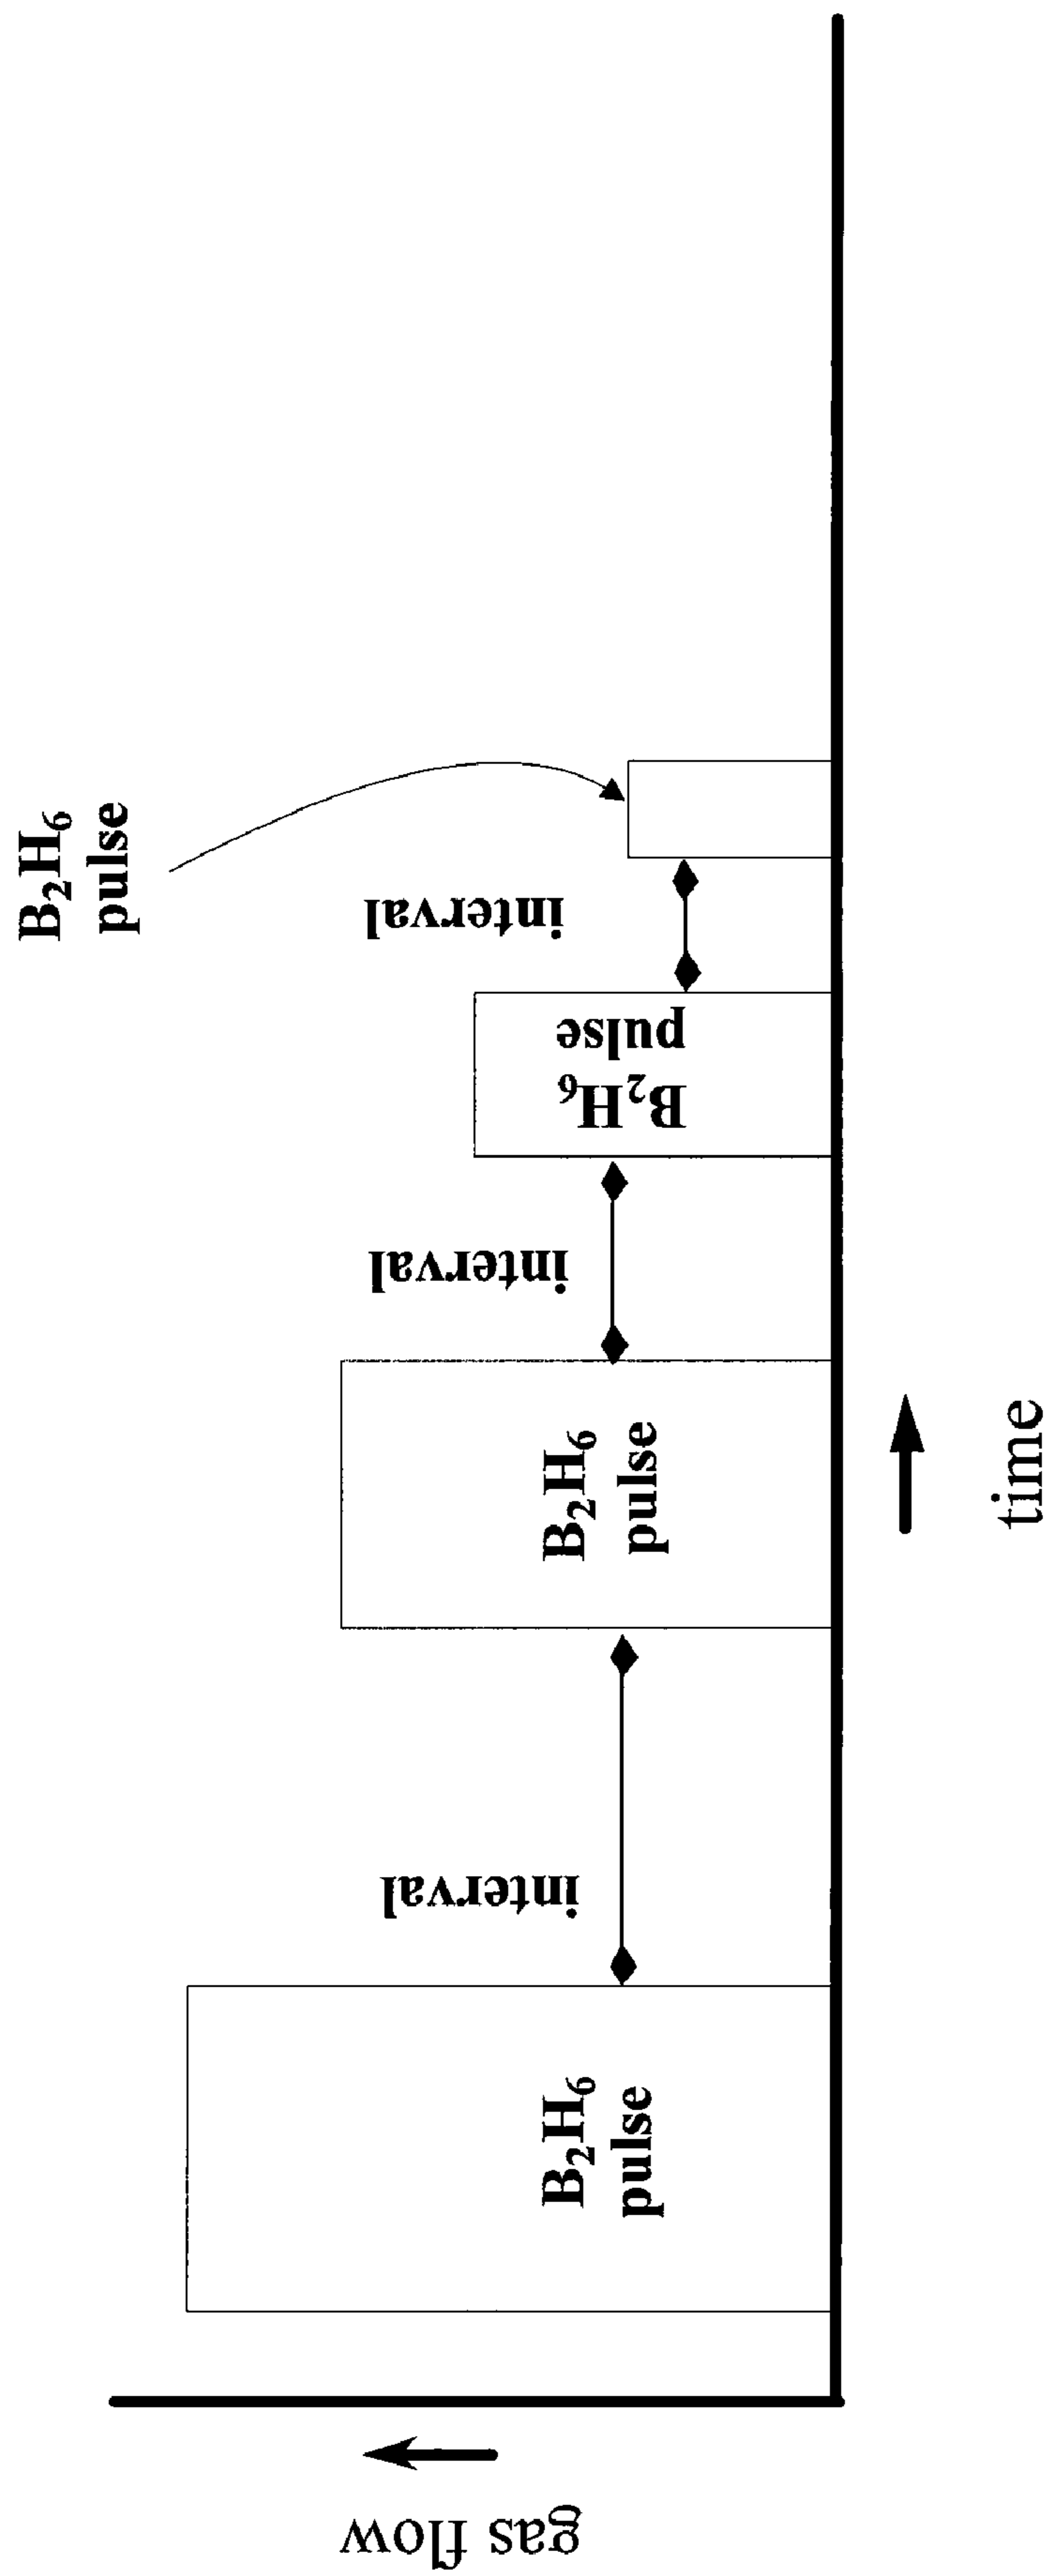 gas flow
B₂H₆
pulse
interval
B₂H₆
pulse
interval
B₂H₆
pulse
interval
B₂H₆
pulse
time